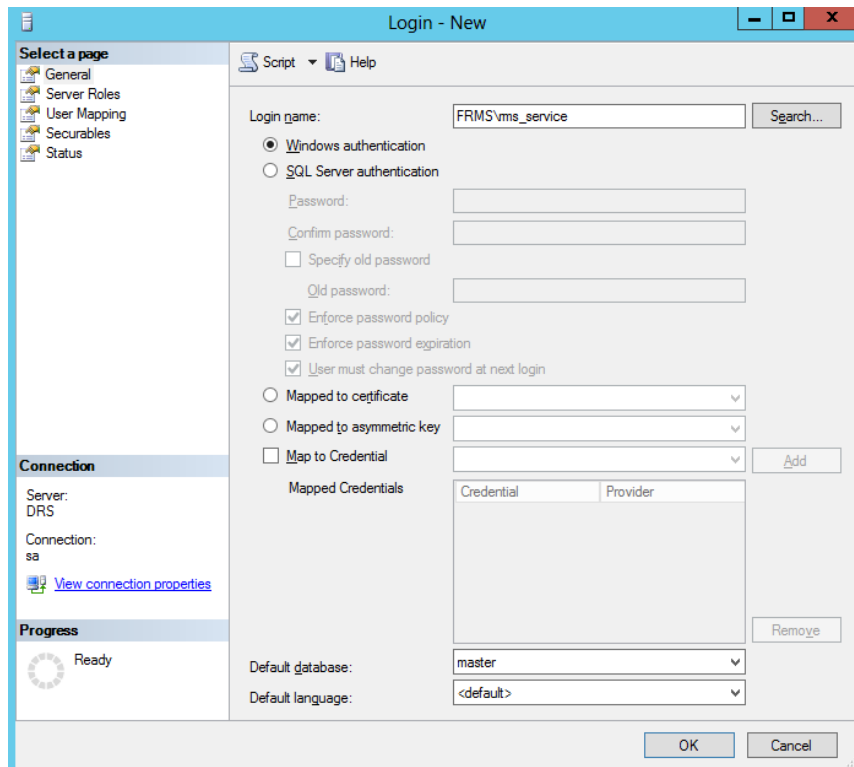 Login - New
Select a page
General
Server Roles
User Mapping
Securables
Status
Script
Help
Login name:
FRMS\rms_service
Search...
Windows authentication
SQL Server authentication
Password:
Confirm password:
Specify old password
Old password:
Enforce password policy
Enforce password expiration
User must change password at next login
Mapped to certificate
Mapped to asymmetric key
Map to Credential
Add
Mapped Credentials
Credential
Provider
Remove
Default database:
master
Default language:
<default>
Connection
Server:
DRS
Connection:
sa
View connection properties
Progress
Ready
OK
Cancel